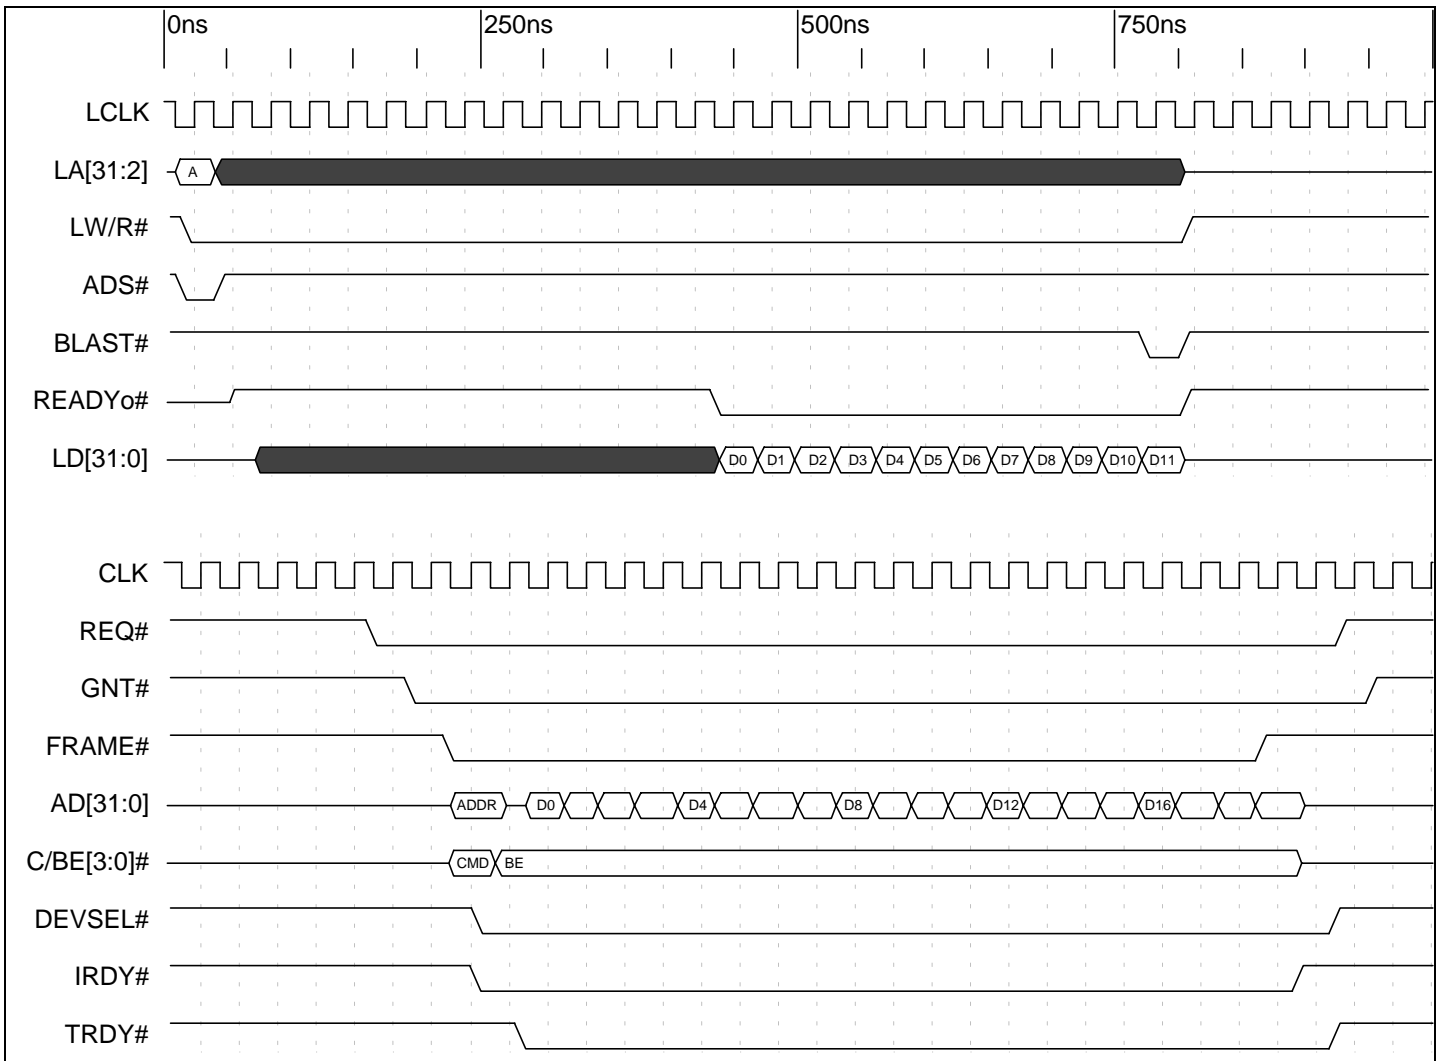 0ns 250ns 500ns 750ns
LCLK
LA[31:2] A
LW/R#
ADS#
BLAST#
READYo#
LD[31:0] D0 D1 D2 D3 D4 D5 D6 D7 D8 D9 D10 D11
CLK
REQ#
GNT#
FRAME#
AD[31:0] ADDR D0 D4 D8 D12 D16
C/BE[3:0]# CMD BE
DEVSEL#
IRDY#
TRDY#